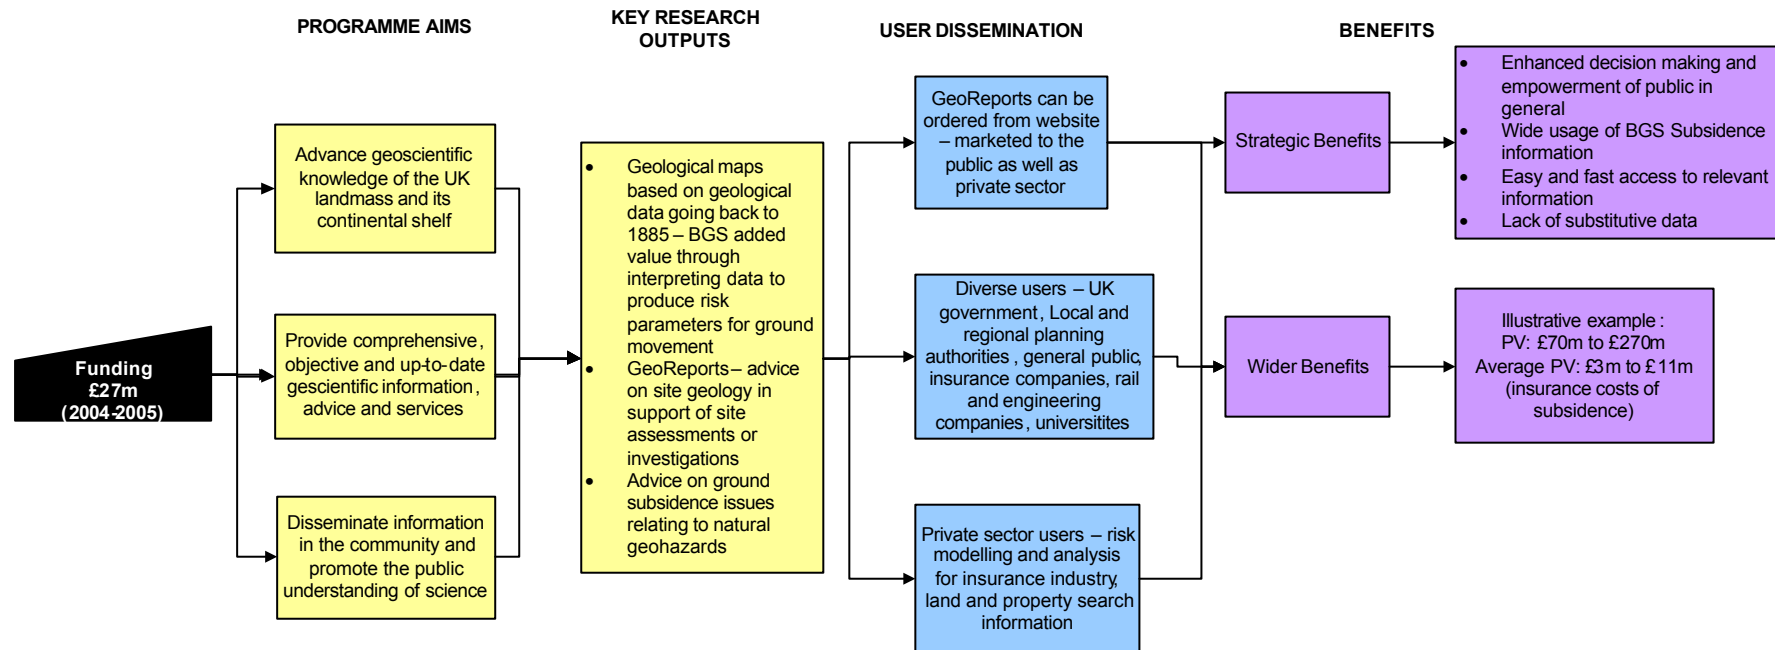 PROGRAMME AIMS
KEY RESEARCH
OUTPUTS
USER DISSEMINATION
BENEFITS
Funding
£27m
(2004-2005)
Advance geoscientific
knowledge of the UK
landmass and its
continental shelf
Provide comprehensive,
objective and up-to-date
gescientific information,
advice and services
Disseminate information
in the community and
promote the public
understanding of science
• Geological maps
based on geological
data going back to
1885 – BGS added
value through
interpreting data to
produce risk
parameters for ground
movement
• GeoReports – advice
on site geology in
support of site
assessments or
investigations
• Advice on ground
subsidence issues
relating to natural
geohazards
GeoReports can be
ordered from website
– marketed to the
public as well as
private sector
Diverse users – UK
government, Local and
regional planning
authorities, general public,
insurance companies, rail
and engineering
companies, universitites
Private sector users – risk
modelling and analysis
for insurance industry,
land and property search
information
Strategic Benefits
Wider Benefits
• Enhanced decision making and
empowerment of public in
general
• Wide usage of BGS Subsidence
information
• Easy and fast access to relevant
information
• Lack of substitutive data
Illustrative example:
PV: £70m to £270m
Average PV: £3m to £11m
(insurance costs of
subsidence)